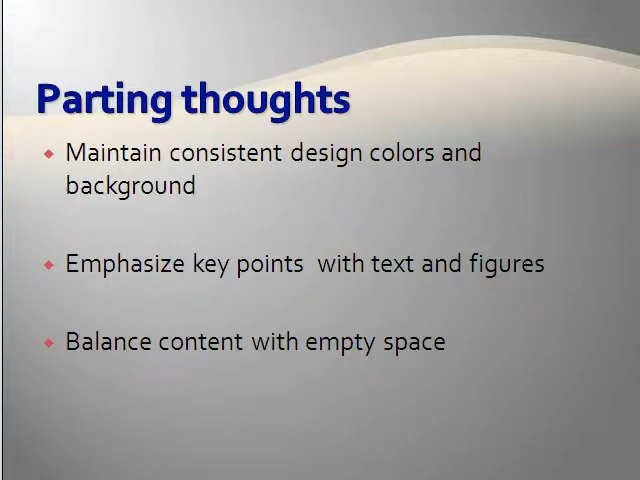 Parting thoughts
Maintain consistent design colors and
background
Emphasize key points  with text and figures
Balance content with empty space